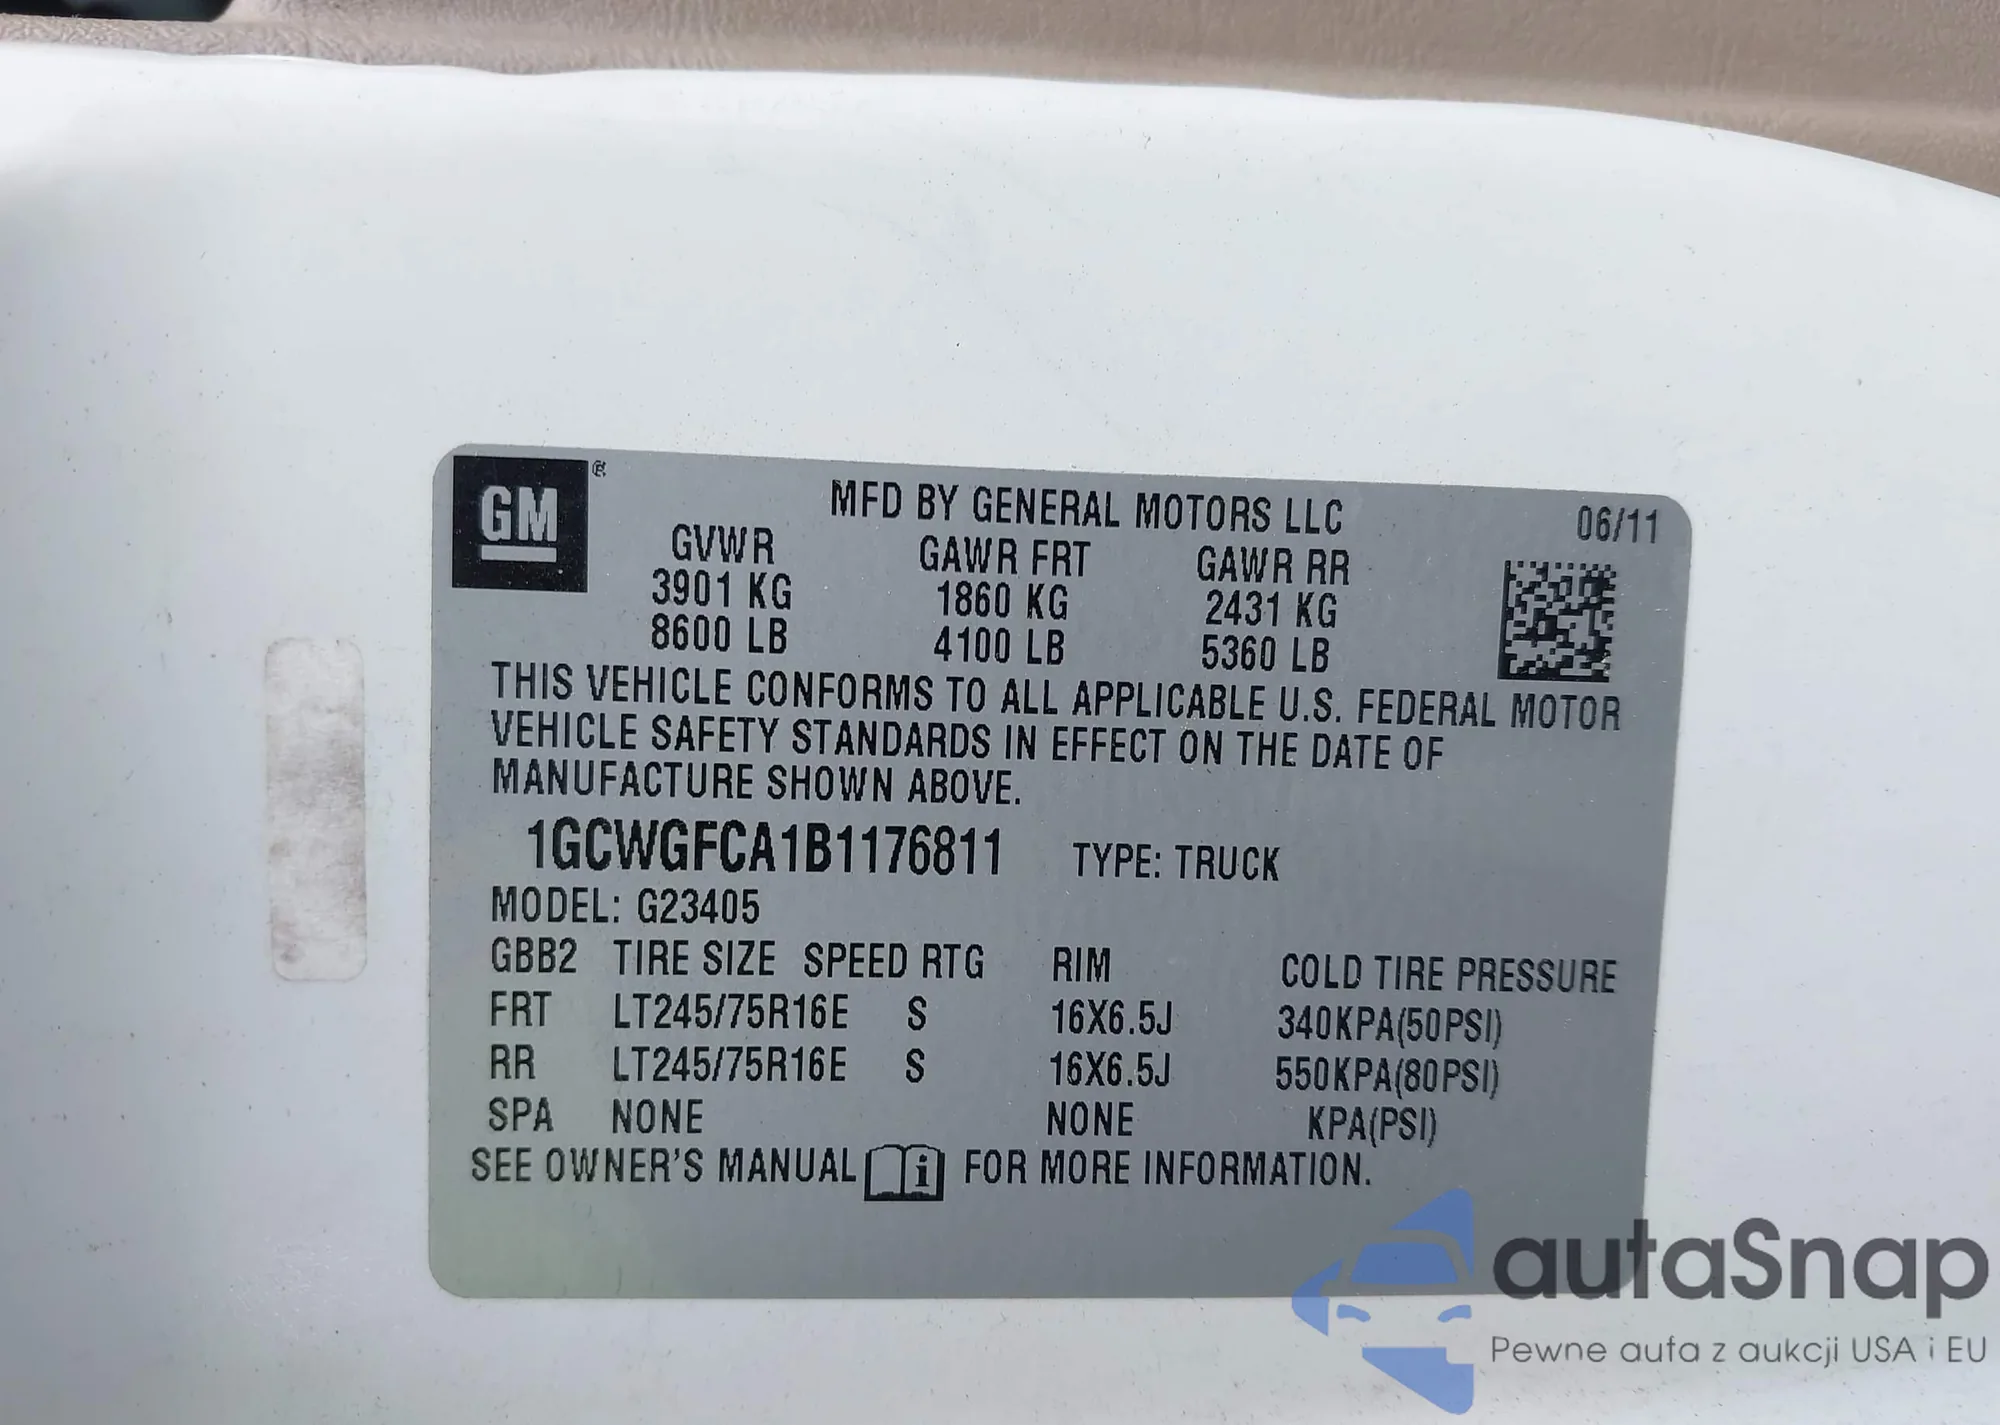 GM ®
MFD BY GENERAL MOTORS LLC 06/11
GVWR GAWR FRT GAWR RR
3901 KG 1860 KG 2431 KG
8600 LB 4100 LB 5360 LB
THIS VEHICLE CONFORMS TO ALL APPLICABLE U.S. FEDERAL MOTOR
VEHICLE SAFETY STANDARDS IN EFFECT ON THE DATE OF
MANUFACTURE SHOWN ABOVE.
1GCWGFCA1B1176811 TYPE: TRUCK
MODEL: G23405
GBB2 TIRE SIZE SPEED RTG RIM COLD TIRE PRESSURE
FRT LT245/75R16E S 16X6.5J 340KPA(50PSI)
RR LT245/75R16E S 16X6.5J 550KPA(80PSI)
SPA NONE NONE KPA(PSI)
SEE OWNER'S MANUAL i FOR MORE INFORMATION.
autaSnap
Pewne auta z aukcji USA i EU